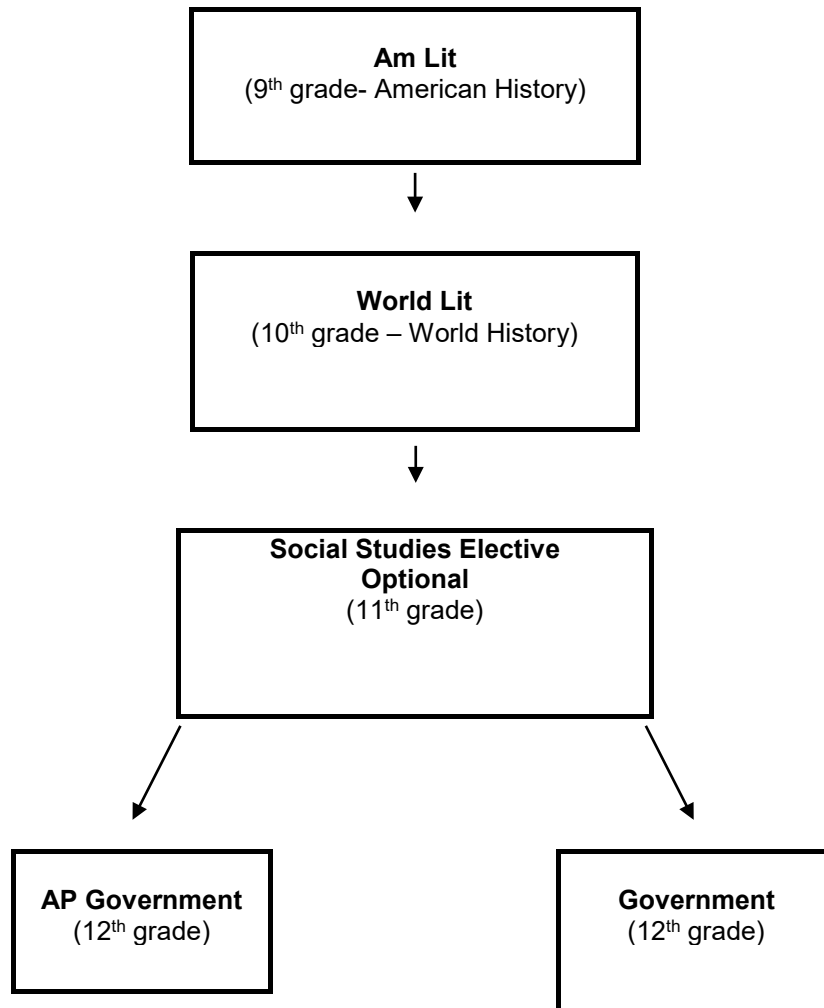 Am Lit
(9th grade- American History)
World Lit
(10th grade – World History)
Social Studies Elective
Optional
(11th grade)
AP Government
(12th grade)
Government
(12th grade)